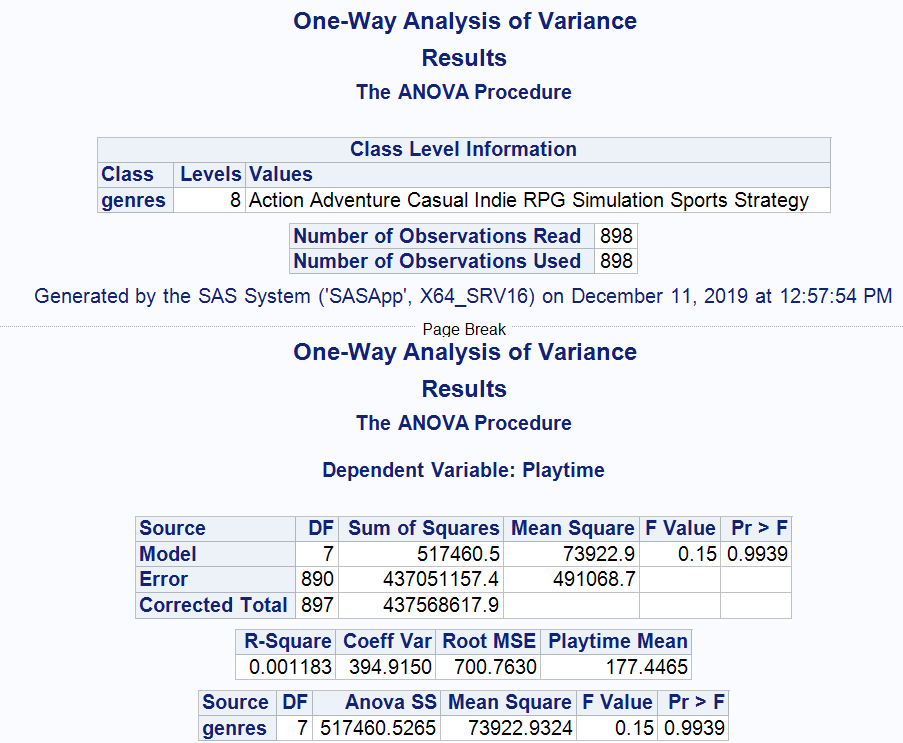 One-Way Analysis of Variance
Results
The ANOVA Procedure
Class Level Information
Class Levels Values
genres 8 Action Adventure Casual Indie RPG Simulation Sports Strategy
Number of Observations Read 898
Number of Observations Used 898
Generated by the SAS System ('SASApp', X64_SRV16) on December 11, 2019 at 12:57:54 PM
Page Break
One-Way Analysis of Variance
Results
The ANOVA Procedure
Dependent Variable: Playtime
Source DF Sum of Squares Mean Square F Value Pr > F
Model 7 517460.5 73922.9 0.15 0.9939
Error 890 437051157.4 491068.7
Corrected Total 897 437568617.9
R-Square Coeff Var Root MSE Playtime Mean
0.001183 394.9150 700.7630 177.4465
Source DF Anova SS Mean Square F Value Pr > F
genres 7 517460.5265 73922.9324 0.15 0.9939